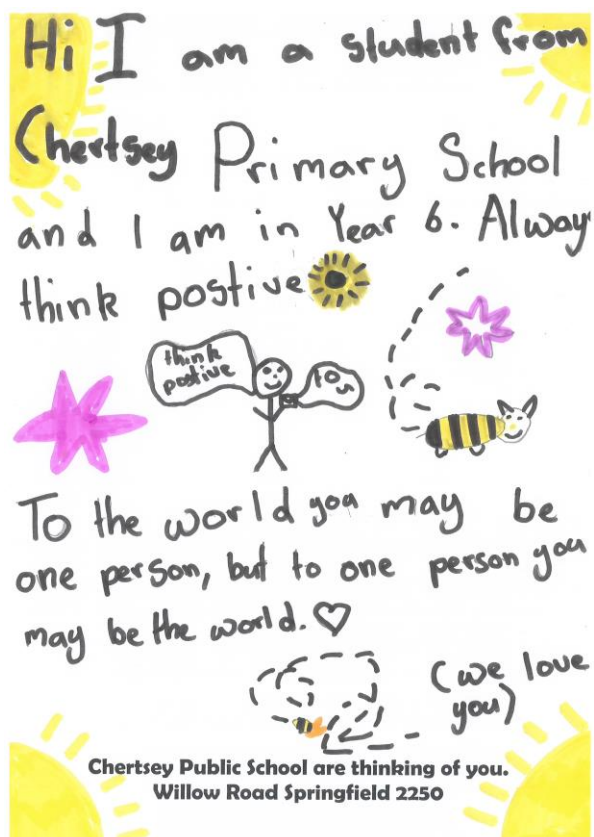 Hi I am a student from
Chertsey Primary School
and I am in Year 6. Alway
think postive
think
postive
To the world you may be
one person, but to one person you
may be the world.
(we love
you)
Chertsey Public School are thinking of you.
Willow Road Springfield 2250